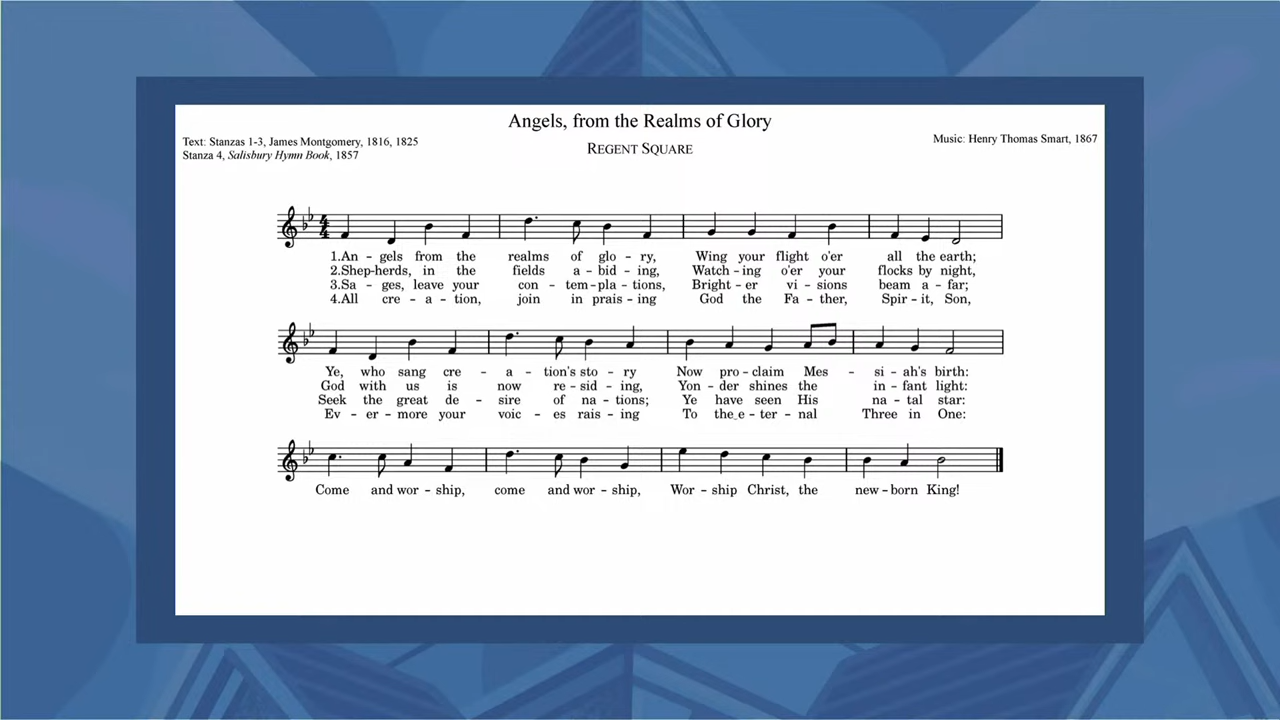 Angels, from the Realms of Glory
Text: Stanzas 1-3, James Montgomery, 1816, 1825
Stanza 4, Salisbury Hymn Book, 1857
REGENT SQUARE
Music: Henry Thomas Smart, 1867
1.An - gels from the realms of glo - ry, Wing your flight o'er all the earth;
2.Shep-herds, in the fields a - bid - ing, Watch - ing o'er your flocks by night,
3.Sa - ges, leave your con - tem - pla - tions, Bright - er vi - sions beam a - far;
4.All cre - a - tion, join in prais - ing God the Fa - ther, Spir - it, Son,
Ye, who sang cre - a - tion's sto - ry Now pro - claim Mes - si - ah's birth:
God with us is now re - sid - ing, Yon - der shines the in - fant light:
Seek the great de - sire of na - tions; Ye have seen His na - tal star:
Ev - er - more your voic - es rais - ing To the e - ter - nal Three in One:
Come and wor - ship, come and wor - ship, Wor - ship Christ, the new - born King!